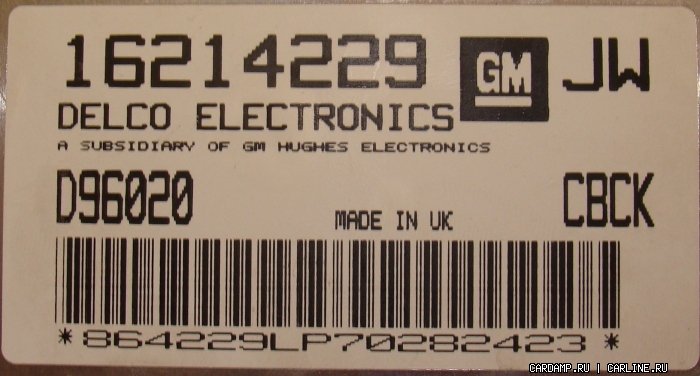 16214229 GM JW
DELCO ELECTRONICS
A SUBSIDIARY OF GM HUGHES ELECTRONICS
D96020 MADE IN UK CBCK
*864229LP70282423*
CARDAMP.RU | CARLINE.RU